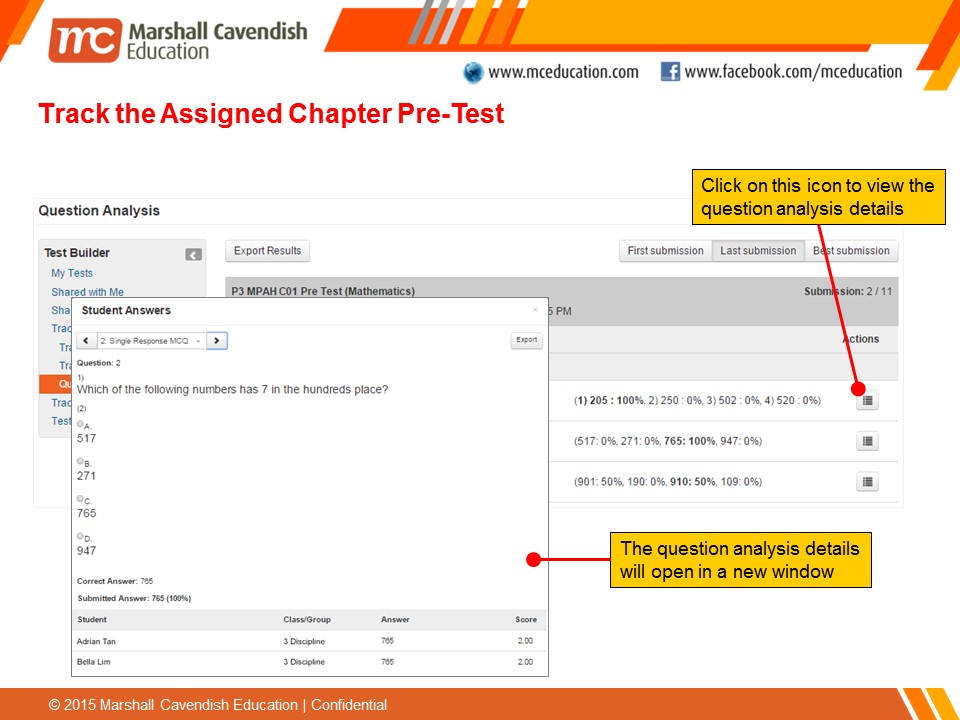 mc Marshall Cavendish
Education
www.mceducation.com
www.facebook.com/mceducation
Track the Assigned Chapter Pre-Test
Click on this icon to view the
question analysis details
Question Analysis
Test Builder
My Tests
Shared with Me
Sha
Trac
Tra
Tra
Qu
Trac
Test
Export Results
First submission
Last submission
Best submission
P3 MPAH C01 Pre Test (Mathematics)
Submission: 2 / 11
5 PM
Actions
(1) 205 : 100%, 2) 250 : 0%, 3) 502 : 0%, 4) 520 : 0%)
(517: 0%, 271: 0%, 765: 100%, 947: 0%)
(901: 50%, 190: 0%, 910: 50%, 109: 0%)
Student Answers
×
2: Single Response MCQ
Export
Question: 2
1)
Which of the following numbers has 7 in the hundreds place?
(2)
A.
517
B.
271
C.
765
D.
947
Correct Answer: 765
Submitted Answer: 765 (100%)
Student Class/Group Answer Score
Adrian Tan 3 Discipline 765 2.00
Bella Lim 3 Discipline 765 2.00
The question analysis details
will open in a new window
© 2015 Marshall Cavendish Education | Confidential